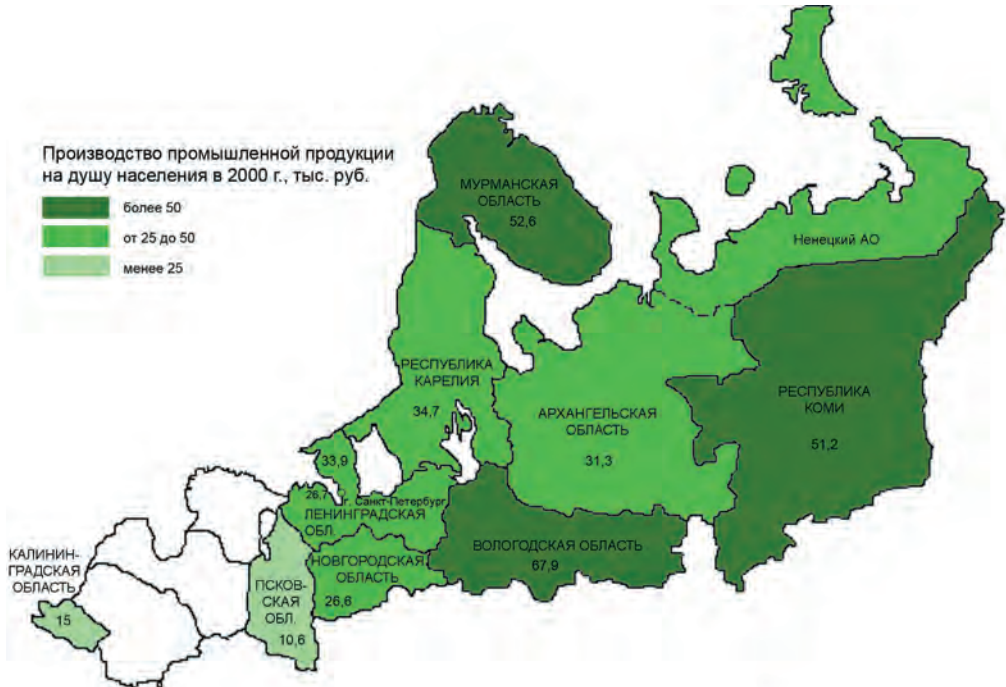 Производство промышленной продукции
на душу населения в 2000 г., тыс. руб.
более 50
от 25 до 50
менее 25
МУРМАНСКАЯ
ОБЛАСТЬ
52,6
Ненецкий АО
РЕСПУБЛИКА
КАРЕЛИЯ
34,7
АРХАНГЕЛЬСКАЯ
ОБЛАСТЬ
31,3
РЕСПУБЛИКА
КОМИ
51,2
33,9
26,7
г. Санкт-Петербург
ЛЕНИНГРАДСКАЯ
ОБЛ.
ВОЛОГОДСКАЯ ОБЛАСТЬ
67,9
НОВГОРОДСКАЯ
ОБЛАСТЬ
26,6
КАЛИНИН-
ГРАДСКАЯ
ОБЛАСТЬ
15
ПСКОВ-
СКАЯ
ОБЛ.
10,6